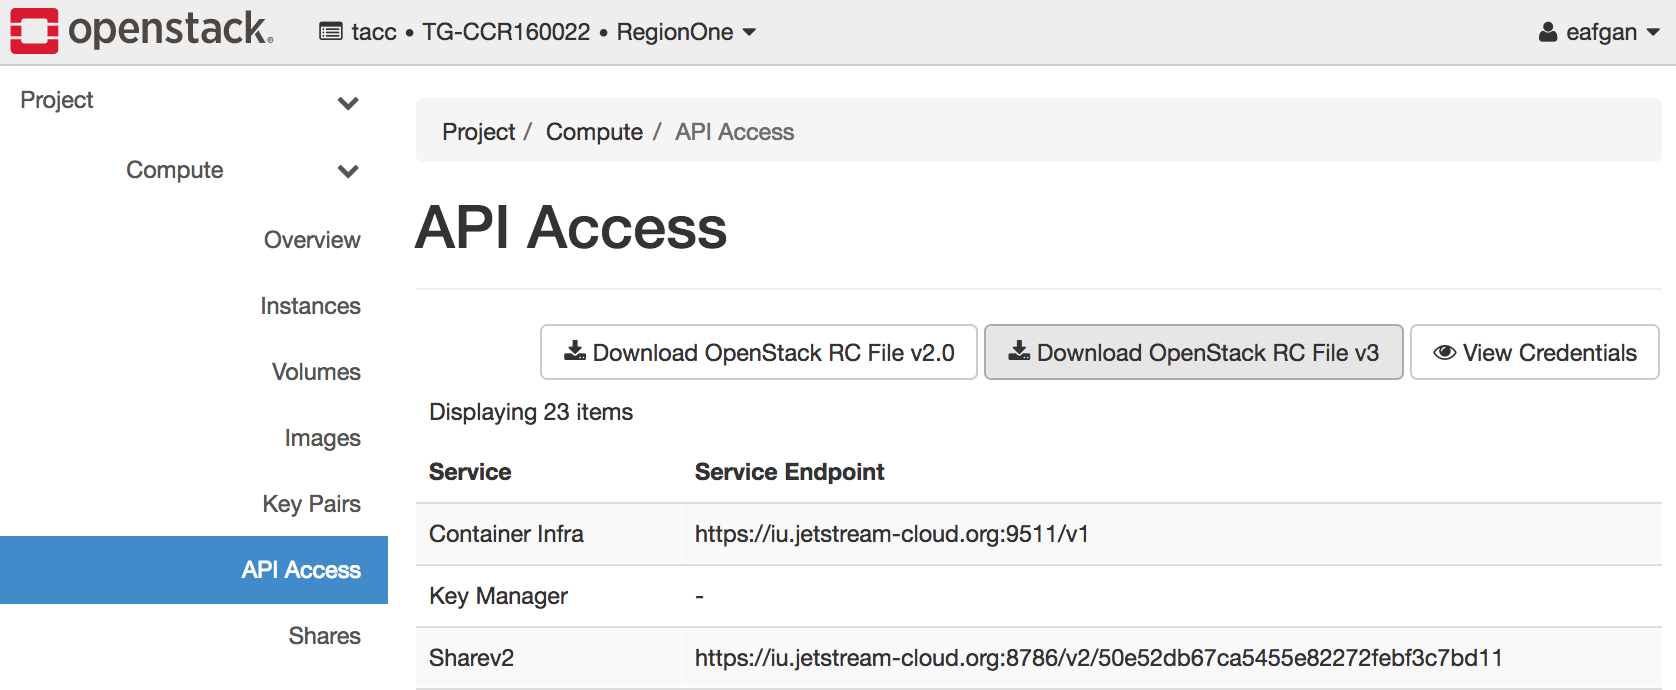 openstack. tacc • TG-CCR160022 • RegionOne eafgan
Project
Compute
Overview
Instances
Volumes
Images
Key Pairs
API Access
Shares
Project / Compute / API Access
API Access
Download OpenStack RC File v2.0 Download OpenStack RC File v3 View Credentials
Displaying 23 items
Service Service Endpoint
Container Infra https://iu.jetstream-cloud.org:9511/v1
Key Manager -
Sharev2 https://iu.jetstream-cloud.org:8786/v2/50e52db67ca5455e82272febf3c7bd11